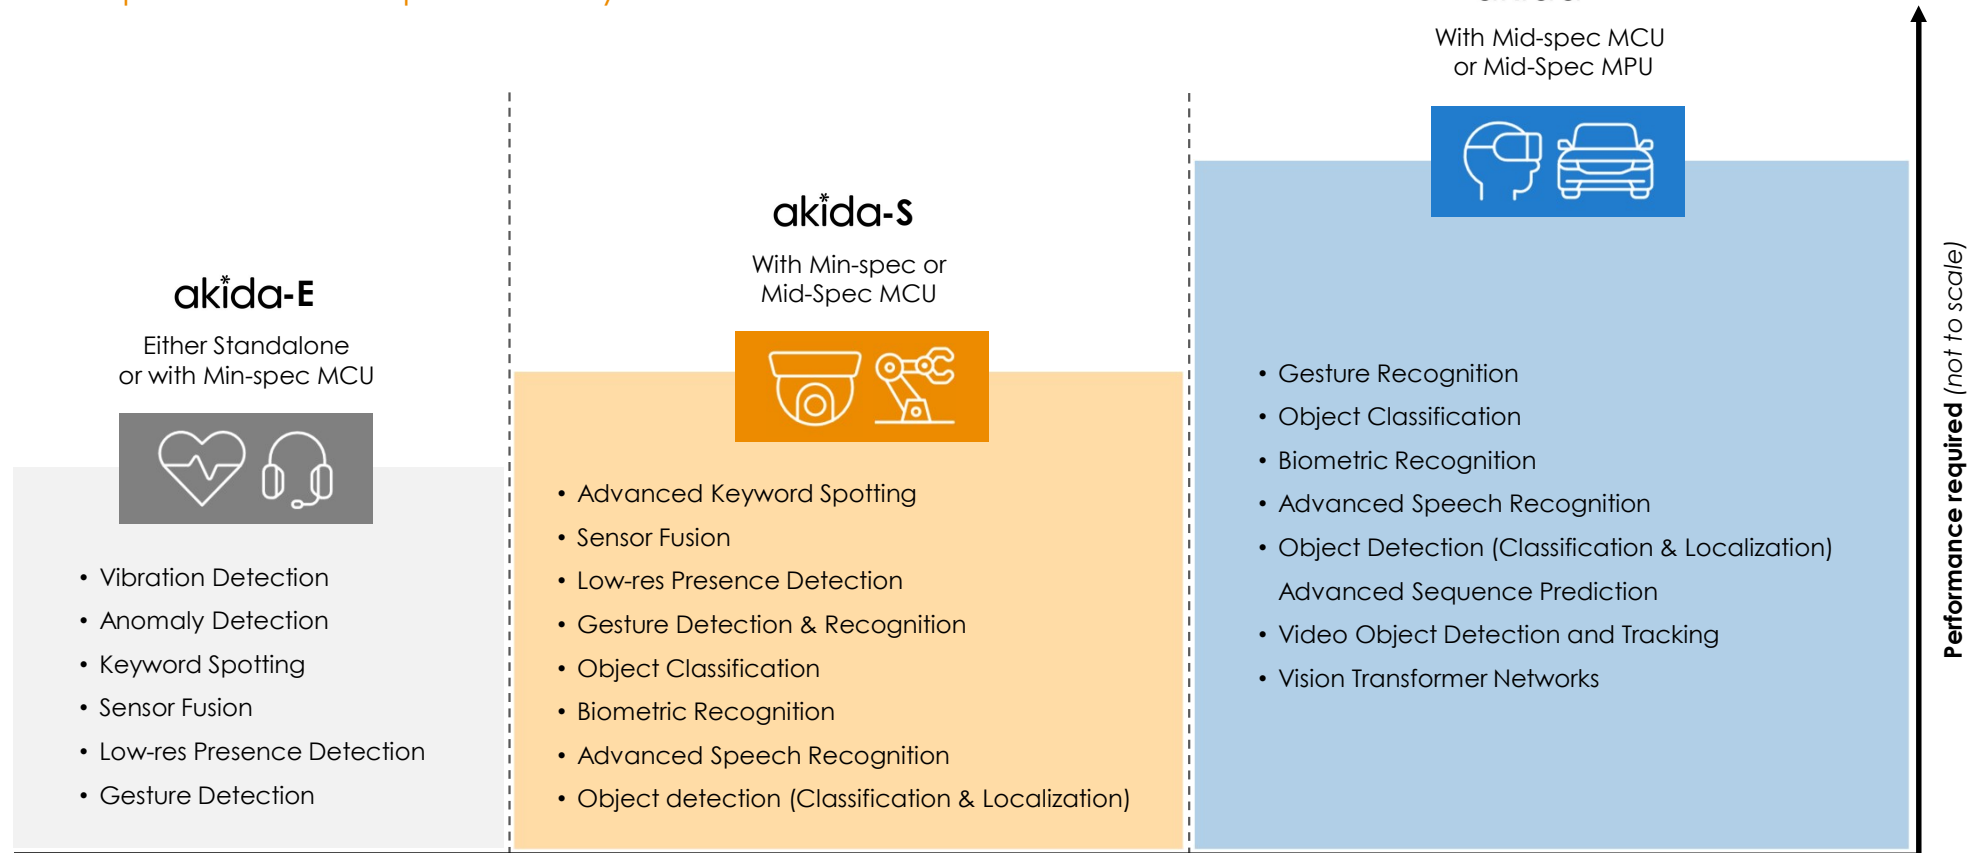 akida-E
Either Standalone
or with Min-spec MCU
• Vibration Detection
• Anomaly Detection
• Keyword Spotting
• Sensor Fusion
• Low-res Presence Detection
• Gesture Detection
akida-S
With Min-spec or
Mid-Spec MCU
• Advanced Keyword Spotting
• Sensor Fusion
• Low-res Presence Detection
• Gesture Detection & Recognition
• Object Classification
• Biometric Recognition
• Advanced Speech Recognition
• Object detection (Classification & Localization)
With Mid-spec MCU
or Mid-Spec MPU
• Gesture Recognition
• Object Classification
• Biometric Recognition
• Advanced Speech Recognition
• Object Detection (Classification & Localization)
Advanced Sequence Prediction
• Video Object Detection and Tracking
• Vision Transformer Networks
Performance required (not to scale)